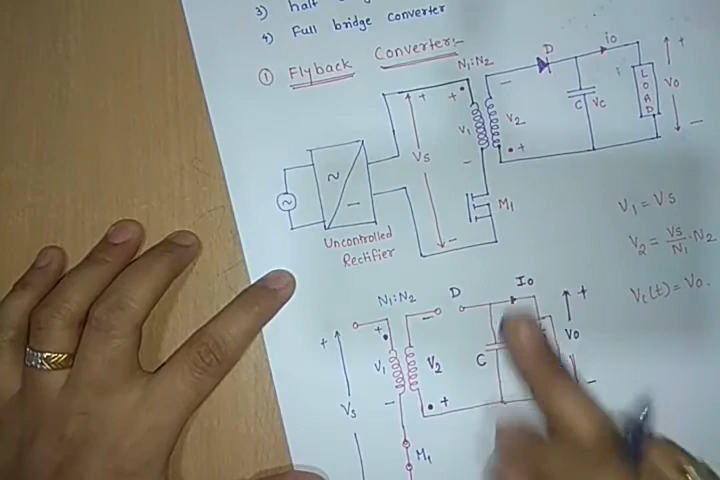 3) half
4) Full bridge converter
① Flyback Converter:-
N1:N2
D
io
+
+
+
−
V1
V2
Vs
C
Vc
i
LOAD
Vo
−
−
+
~
~
−
M1
−
Uncontrolled
Rectifier
V1 = Vs
V2 = Vs/N1 · N2
Vc(t) = Vo.
N1:N2
D
Io
+
+
−
+
V1
V2
C
Vo
Vs
−
+
−
M1